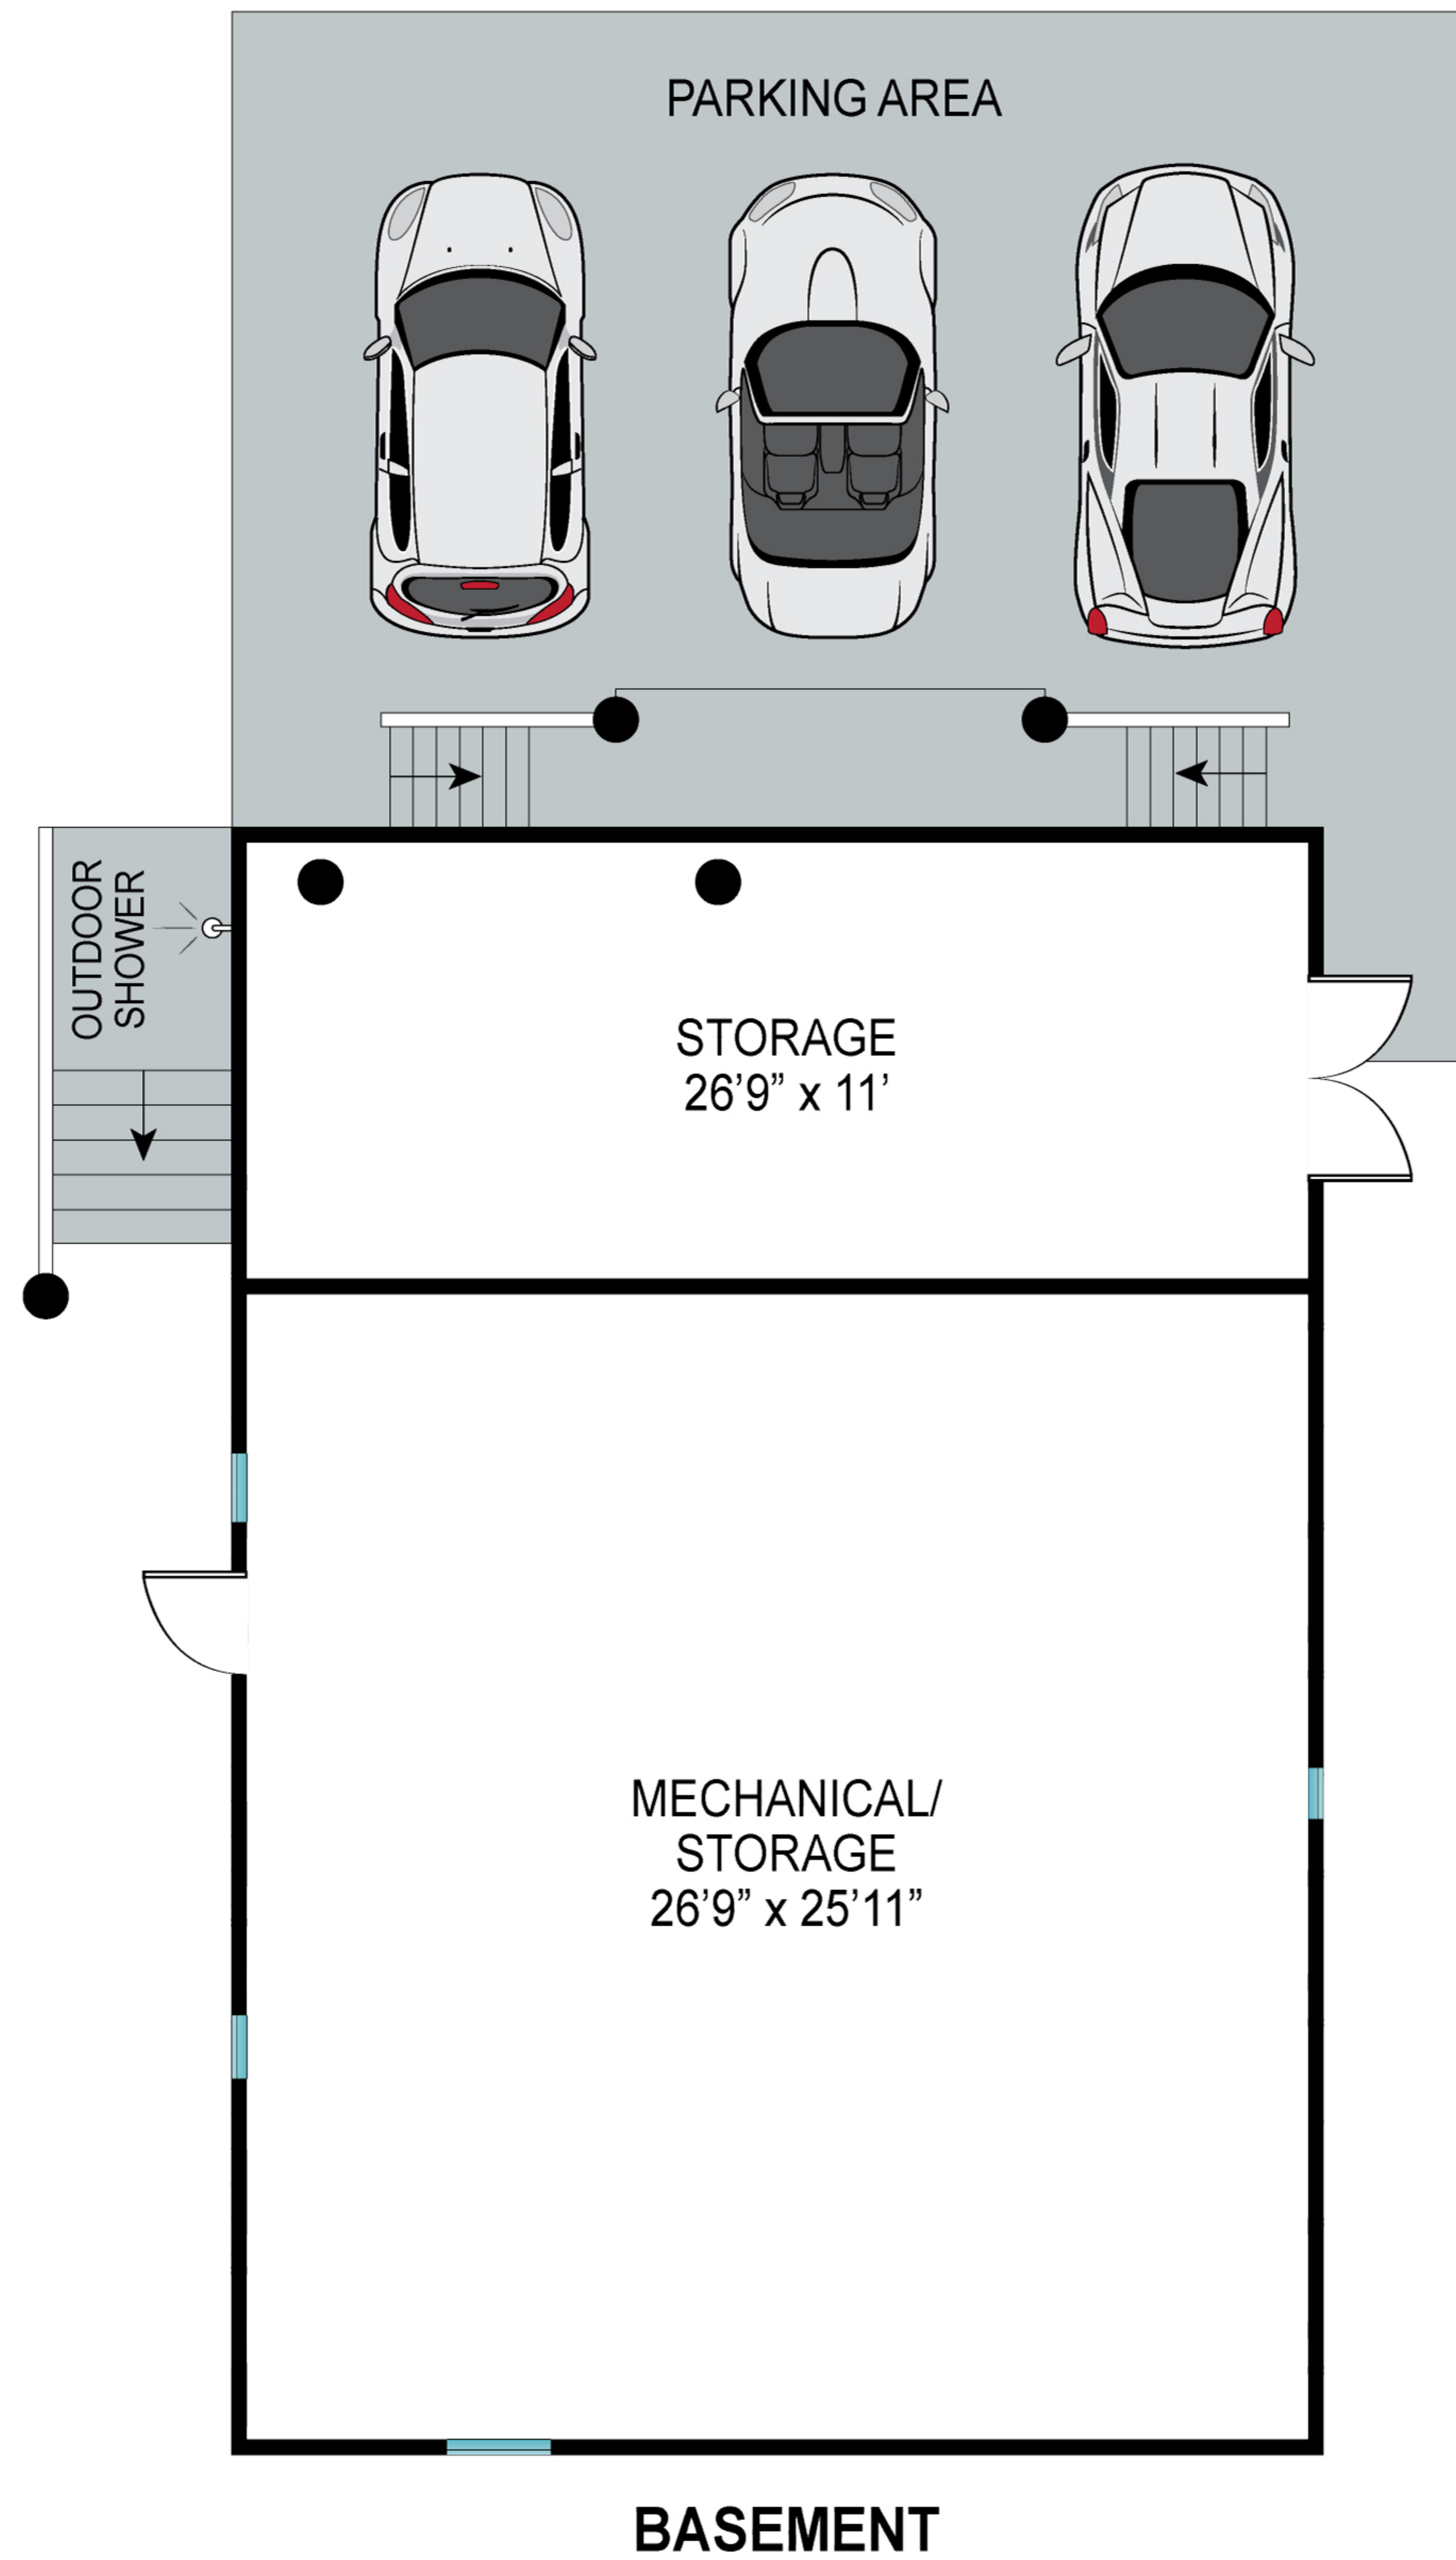 PARKING AREA
OUTDOOR
SHOWER
STORAGE
26’9” x 11’
MECHANICAL/
STORAGE
26’9” x 25’11”
BASEMENT